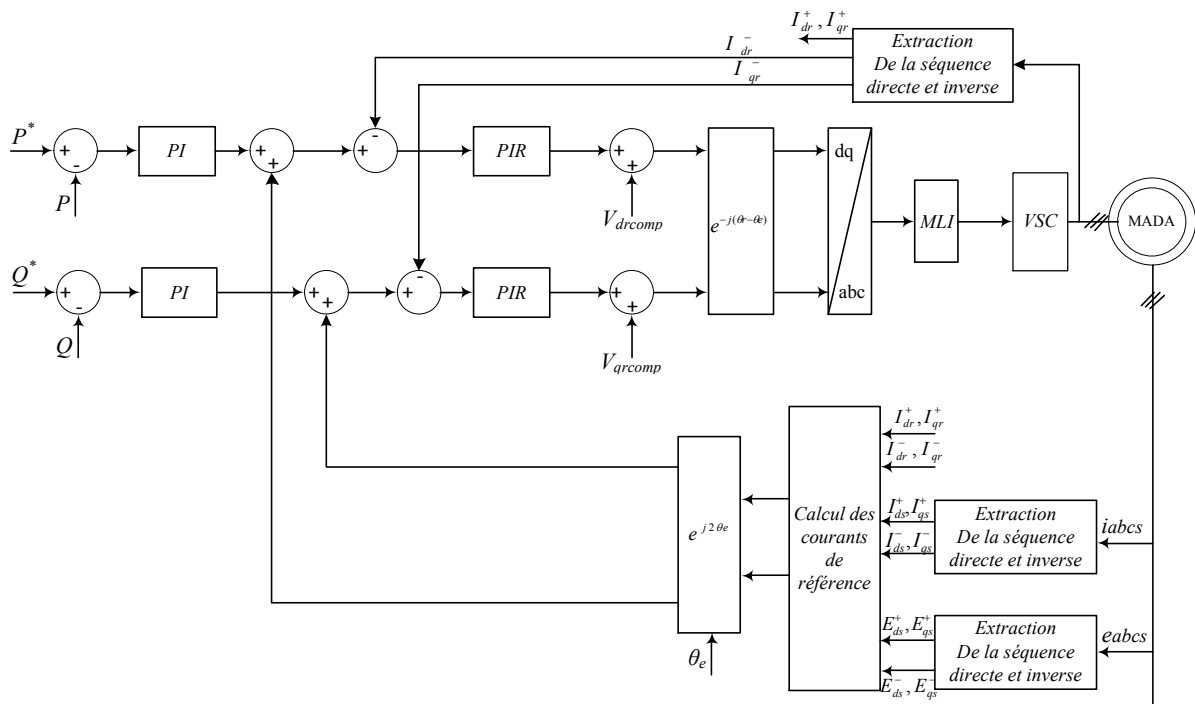 I⁺dr , I⁺qr
I⁻dr
I⁻qr
Extraction
De la séquence
directe et inverse
P*
+
-
P
PI
+
+
-
+
PIR
+
+
Vdrcomp
e^-j(θr-θe)
dq
abc
MLI
VSC
MADA
Q*
+
-
Q
PI
+
+
-
+
PIR
+
+
Vqrcomp
I⁺dr , I⁺qr
I⁻dr , I⁻qr
I⁺ds , I⁺qs
I⁻ds , I⁻qs
E⁺ds , E⁺qs
E⁻ds , E⁻qs
Calcul des
courants
de
référence
e^j2θe
θe
Extraction
De la séquence
directe et inverse
iabcs
Extraction
De la séquence
directe et inverse
eabcs